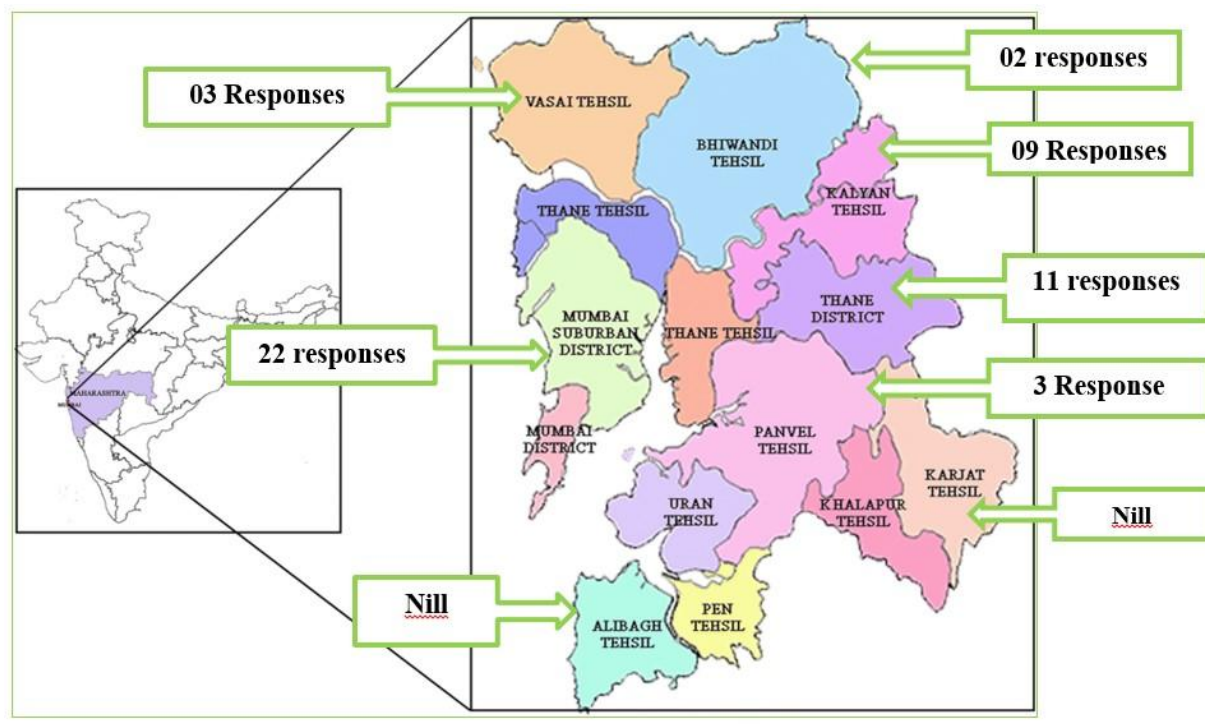 02 responses
03 Responses
VASAI TEHSIL
BHIWANDI
TEHSIL
09 Responses
KALYAN
TEHSIL
THANE TEHSIL
11 responses
THANE
DISTRICT
MUMBAI
SUBURBAN
DISTRICT
THANE TEHSIL
22 responses
3 Response
MAHARASHTRA
MUMBAI
MUMBAI
DISTRICT
PANVEL
TEHSIL
KARJAT
TEHSIL
URAN
TEHSIL
KHALAPUR
TEHSIL
Nill
Nill
PEN
TEHSIL
ALIBAGH
TEHSIL